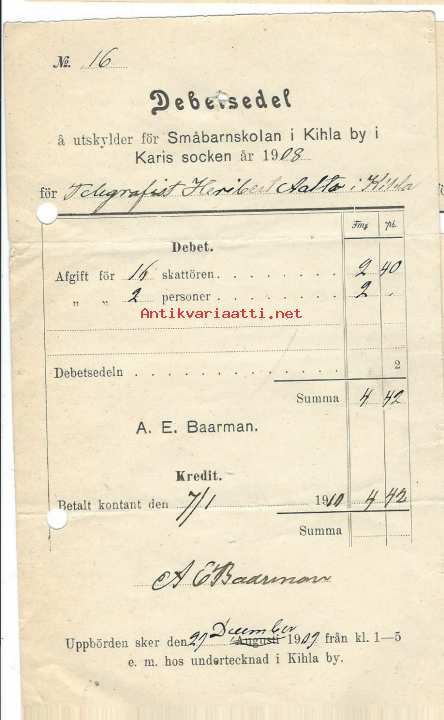 №. 16
Debetsedel
å utskylder för Småbarnskolan i Kihla by i
Karis socken år 1908
för Telegrafist Heribert Aalto i Kihla
Fmk pi.
Debet.
Afgift för 16 skattören . . . . . . . . 2 40
„ „ 2 personer . . . . . . . . 2 .
Antikvariaatti.net
Debetsedeln . . . . . . . . . . . . 2
Summa 4 42
A. E. Baarman.
Kredit.
Betalt kontant den 7/1 1910 4 42
Summa
A E Baarman
December
Uppbörden sker den 29 Augusti 1909 från kl. 1—5
e. m. hos undertecknad i Kihla by.